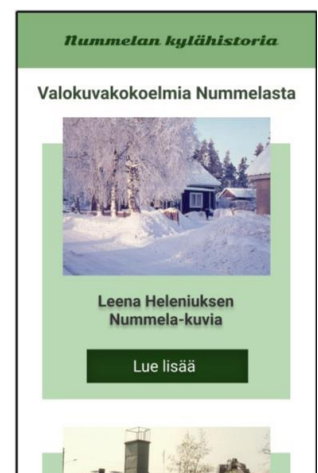 Nummelan kylähistoria
Valokuvakokoelmia Nummelasta
Leena Heleniuksen
Nummela-kuvia
Lue lisää